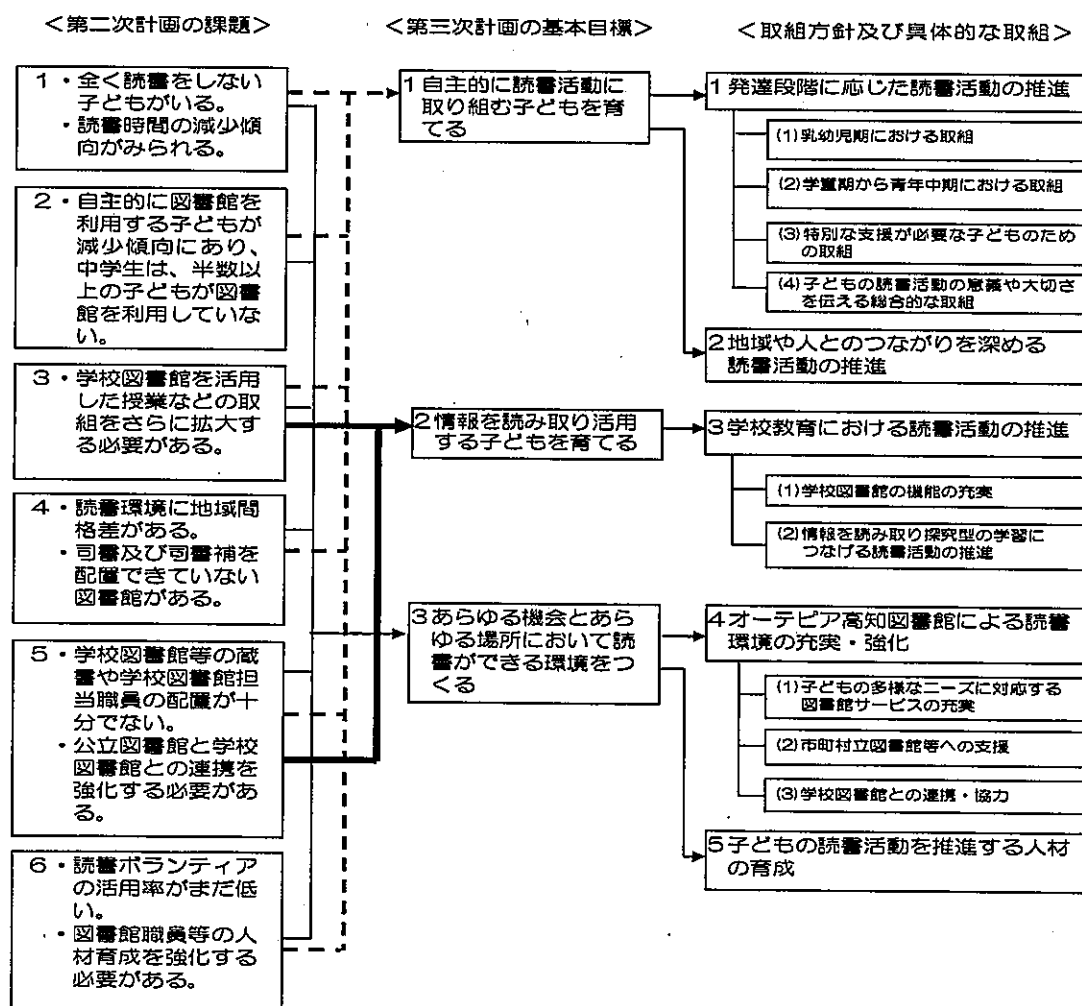 ＜第二次計画の課題＞
1・全く読書をしない
子どもがいる。
・読書時間の減少傾
向がみられる。
2・自主的に図書館を
利用する子どもが
減少傾向にあり、
中学生は、半数以
上の子どもが図書
館を利用していな
い。
3・学校図書館を活用
した授業などの取
組をさらに拡大す
る必要がある。
4・読書環境に地域間
格差がある。
・司書及び司書補を
配置できていない
図書館がある。
5・学校図書館等の蔵
書や学校図書館担
当職員の配置が十
分でない。
・公立図書館と学校
図書館との連携を
強化する必要があ
る。
6・読書ボランティア
の活用率がまだ低
い。
・図書館職員等の人
材育成を強化する
必要がある。
＜第三次計画の基本目標＞
1自主的に読書活動に
取り組む子どもを育
てる
2情報を読み取り活用
する子どもを育てる
3あらゆる機会とあら
ゆる場所において読
書ができる環境をつ
くる
＜取組方針及び具体的な取組＞
1発達段階に応じた読書活動の推進
(1)乳幼児期における取組
(2)学童期から青年中期における取組
(3)特別な支援が必要な子どものため
の取組
(4)子どもの読書活動の意義や大切さ
を伝える総合的な取組
2地域や人とのつながりを深める
読書活動の推進
3学校教育における読書活動の推進
(1)学校図書館の機能の充実
(2)情報を読み取り探究型の学習に
つなげる読書活動の推進
4オーテピア高知図書館による読書
環境の充実・強化
(1)子どもの多様なニーズに対応する
図書館サービスの充実
(2)市町村立図書館等への支援
(3)学校図書館との連携・協力
5子どもの読書活動を推進する人材
の育成